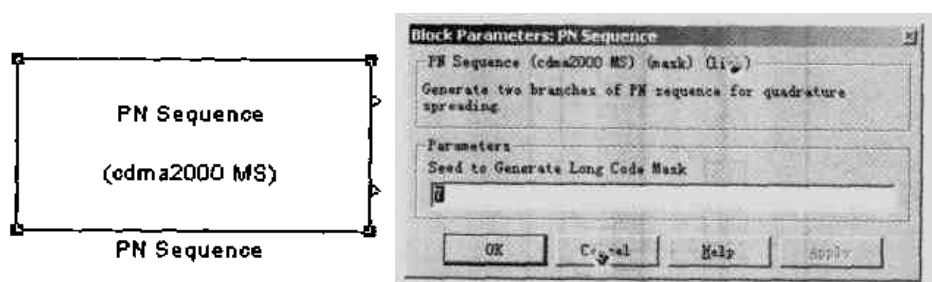 PN Sequence
(cdma2000 MS)
PN Sequence
Block Parameters: PN Sequence
PN Sequence (cdma2000 MS) (mask)
Generate two branches of PN sequence for quadrature
spreading
Parameters
Seed to Generate Long Code Mask
OK
Help
Apply